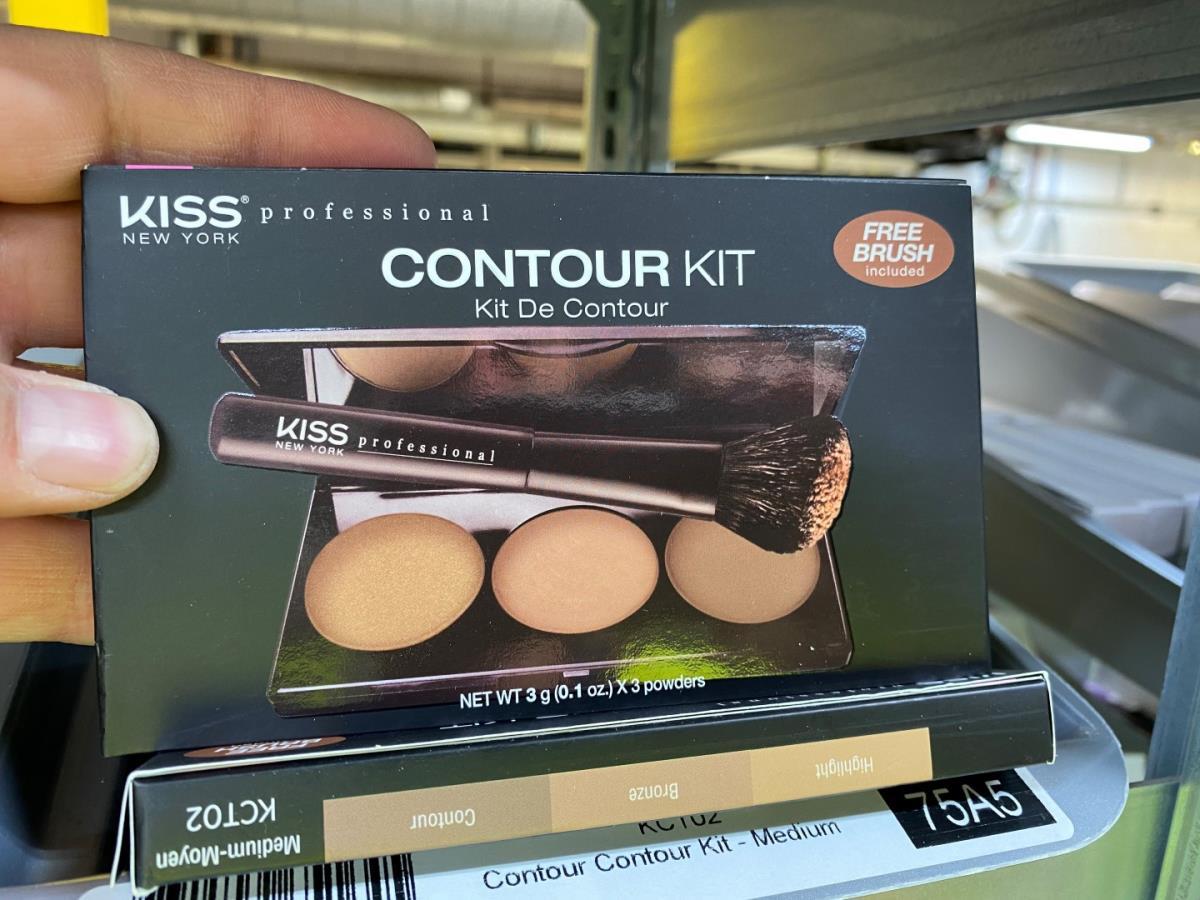 KISS® professional
NEW YORK
FREE
BRUSH
included
CONTOUR KIT
Kit De Contour
KISS professional
NEW YORK
NET WT 3 g (0.1 oz.) X 3 powders
Medium-Moyen
KCT02
Contour
Bronze
Highlight
KCT02
Contour Contour Kit - Medium
75A5